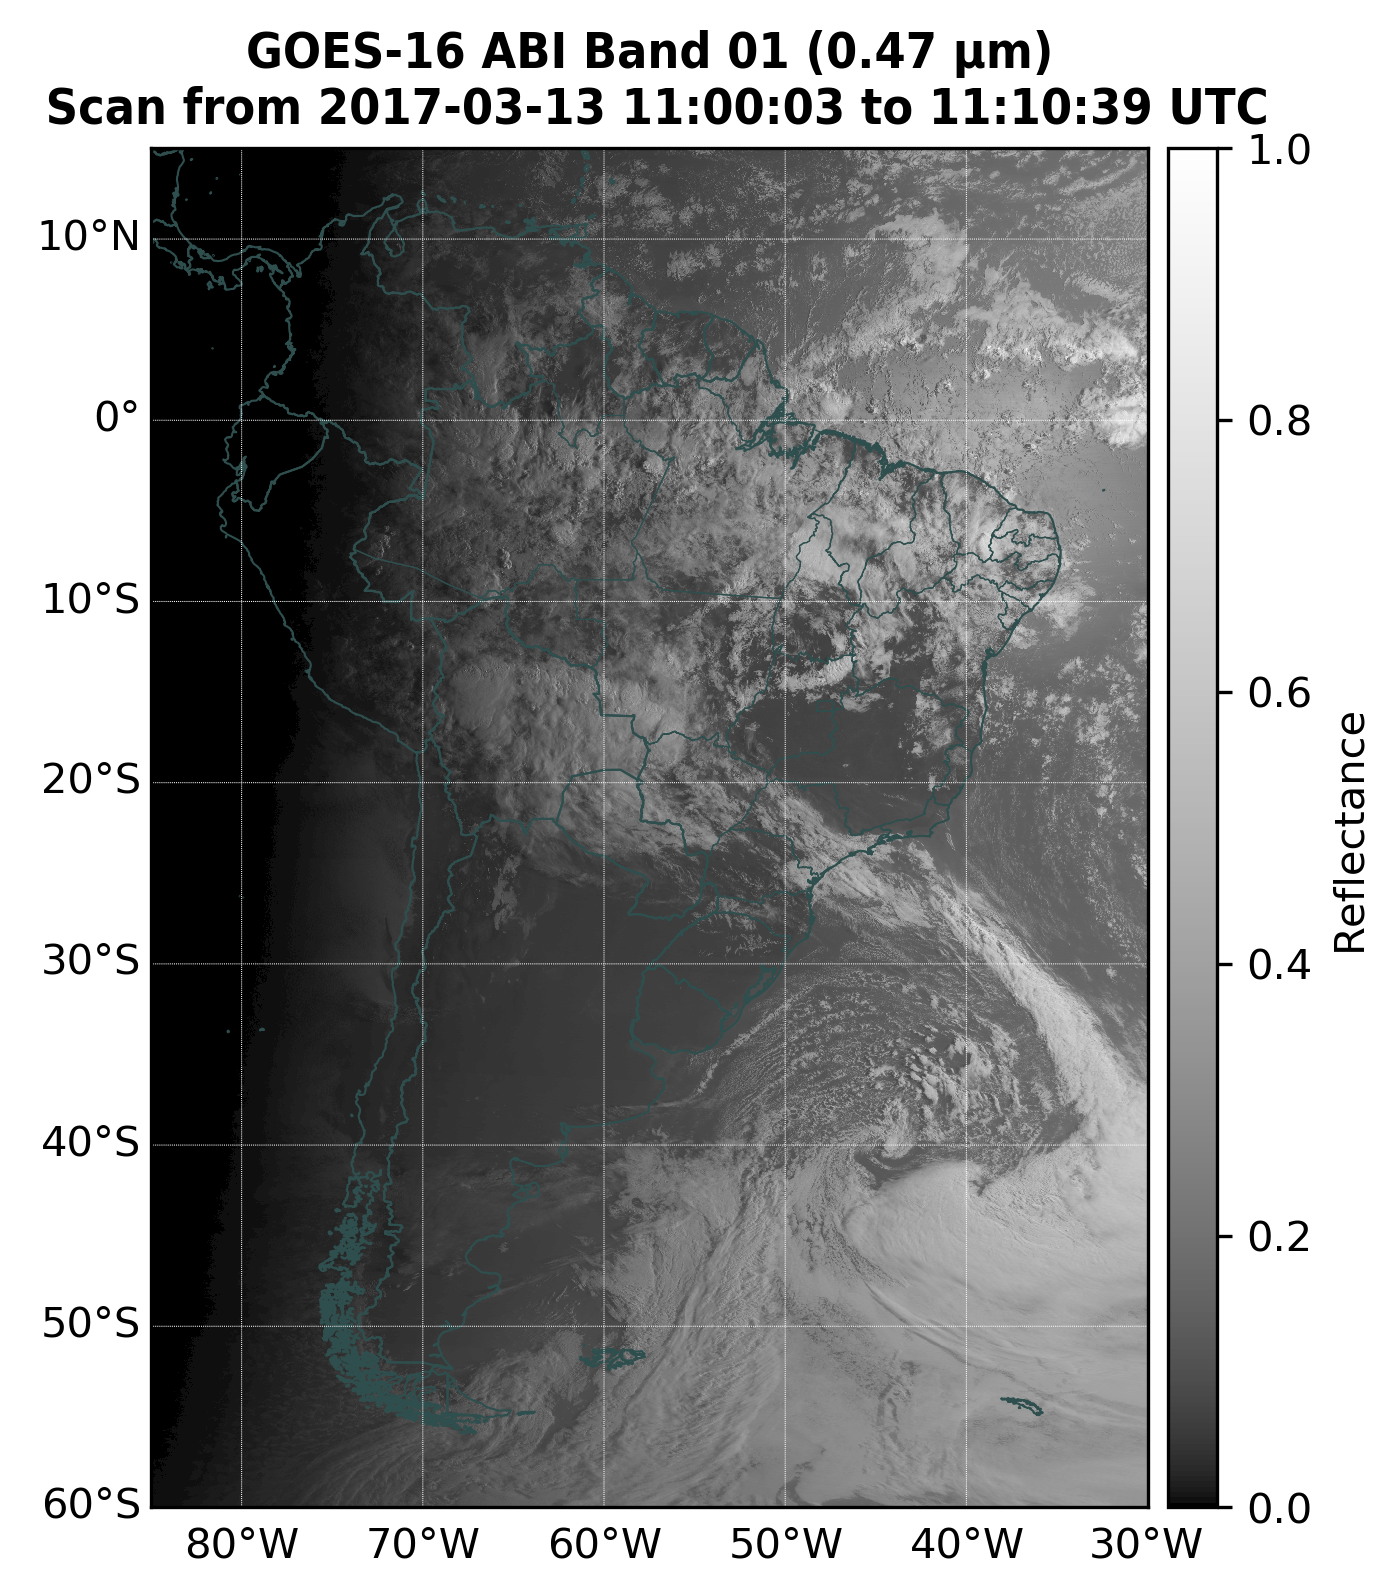 GOES-16 ABI Band 01 (0.47 µm)
Scan from 2017-03-13 11:00:03 to 11:10:39 UTC
10°N
0°
10°S
20°S
30°S
40°S
50°S
60°S
80°W
70°W
60°W
50°W
40°W
30°W
1.0
0.8
0.6
0.4
0.2
0.0
Reflectance